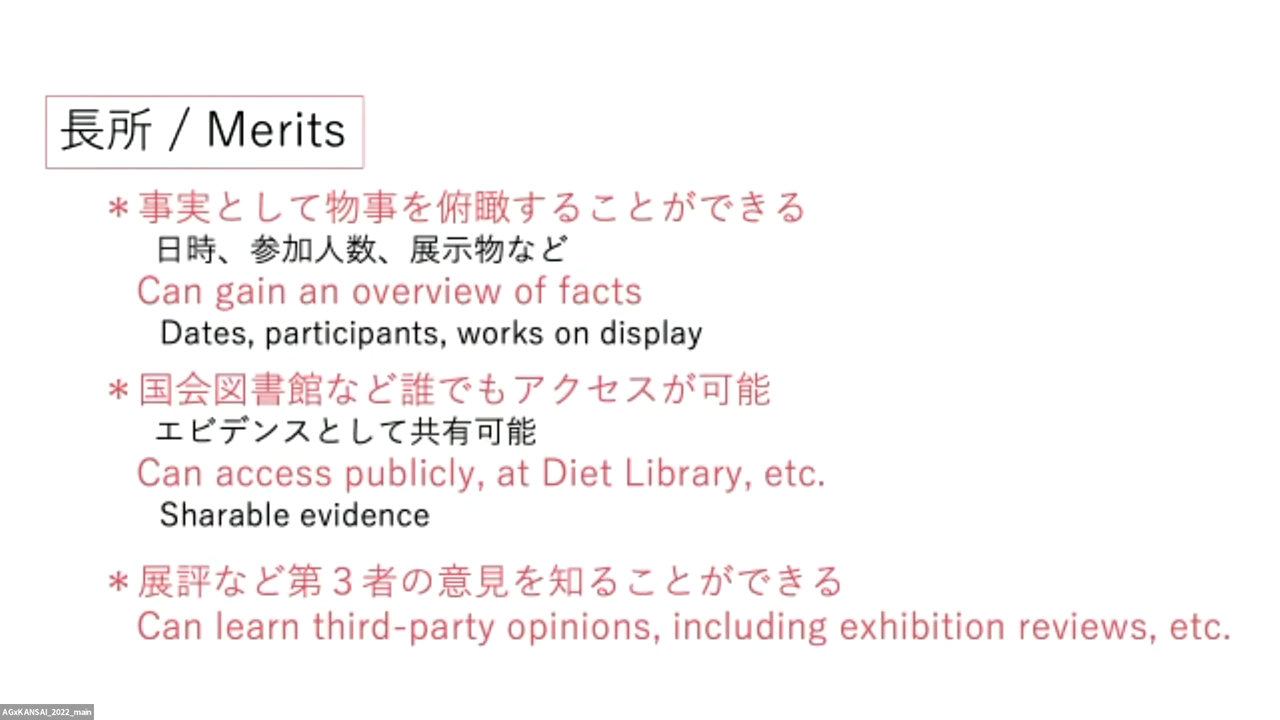 長所 / Merits
＊事実として物事を俯瞰することができる
日時、参加人数、展示物など
Can gain an overview of facts
Dates, participants, works on display
＊国会図書館など誰でもアクセスが可能
エビデンスとして共有可能
Can access publicly, at Diet Library, etc.
Sharable evidence
＊展評など第３者の意見を知ることができる
Can learn third-party opinions, including exhibition reviews, etc.
AGxKANSAI_2022_main